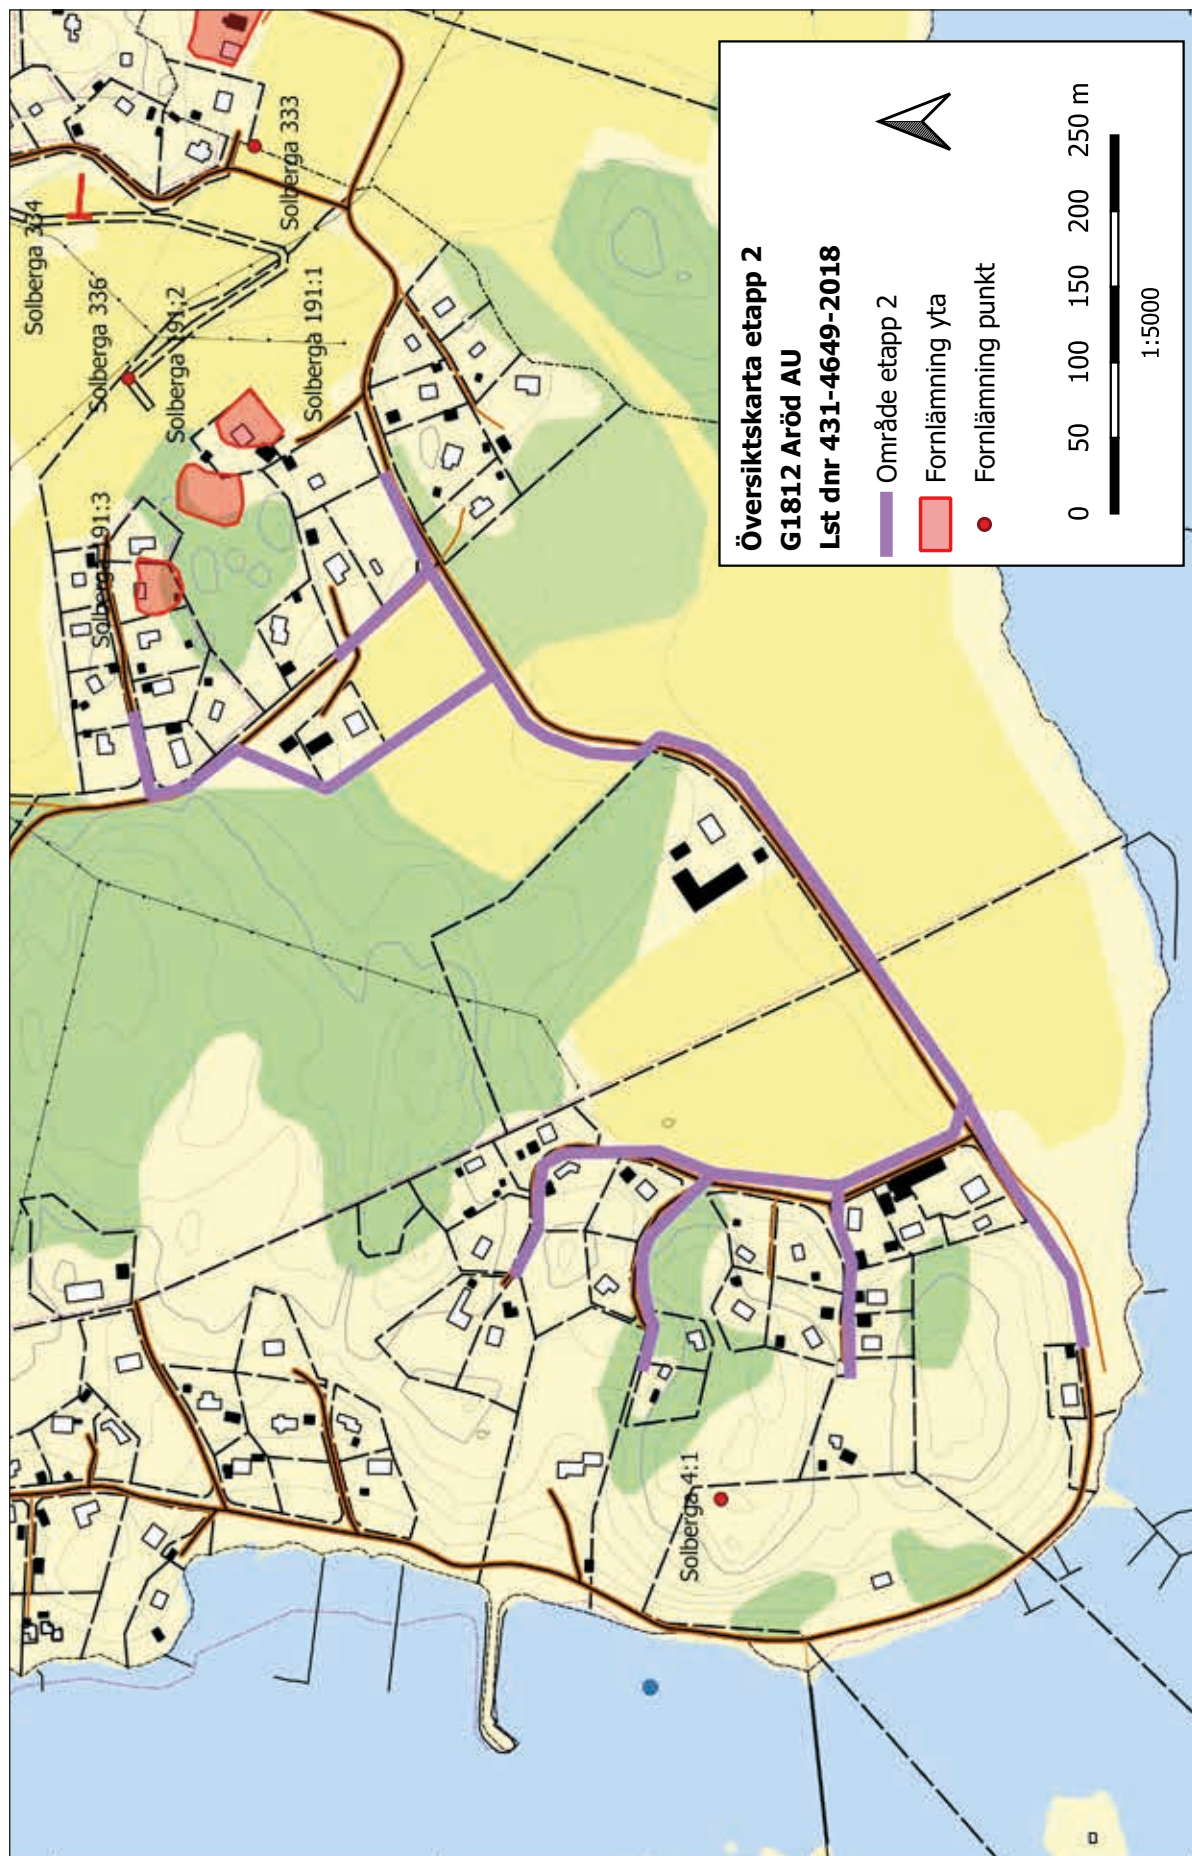 Solberga 334
Solberga 336
Solberga 333
Solberga 191:2
Solberga 191:1
Solberga 191:3
Solberga 4:1
Översiktskarta etapp 2
G1812 Aröd AU
Lst dnr 431-4649-2018
Område etapp 2
Fornlämning yta
Fornlämning punkt
0 50 100 150 200 250 m
1:5000